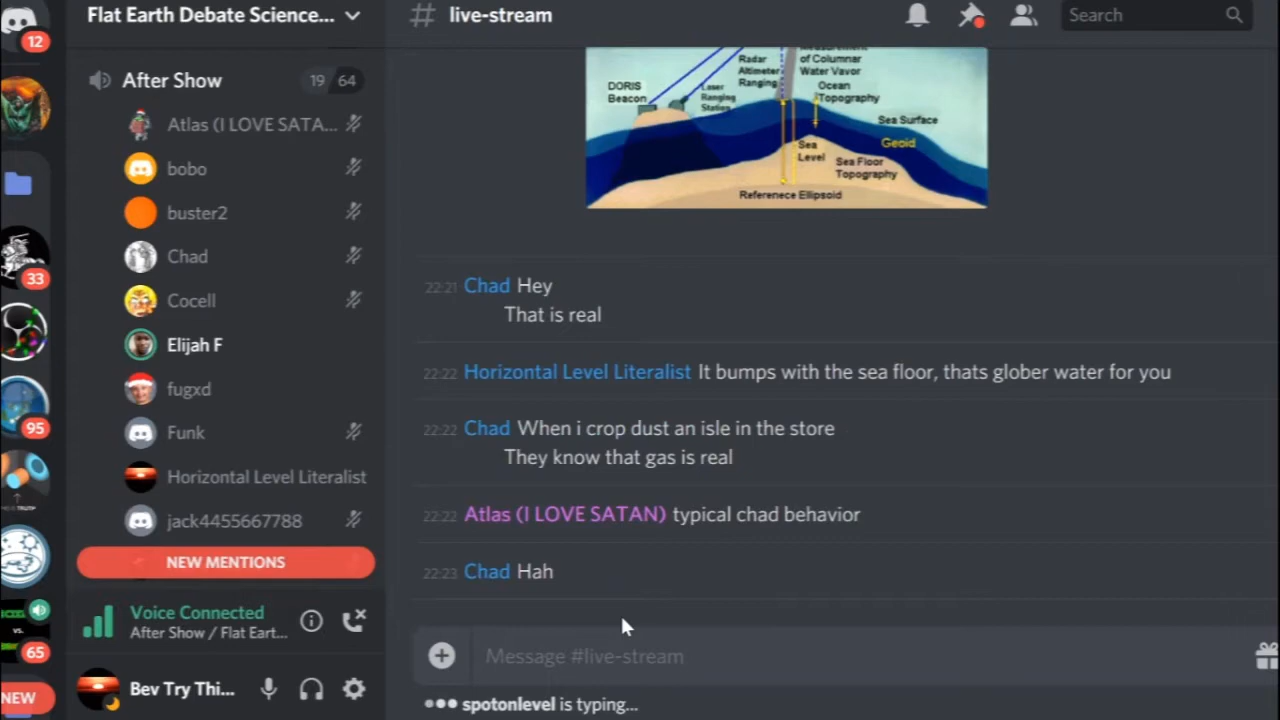 12
33
95
65
NEW
Flat Earth Debate Science...
After Show
19 64
Atlas (I LOVE SATA...
bobo
buster2
Chad
Cocell
Elijah F
fugxd
Funk
Horizontal Level Literalist
jack4455667788
NEW MENTIONS
Voice Connected
After Show / Flat Eart...
Bev Try Thi...
# live-stream
Search
DORIS
Beacon
Laser
Ranging
Station
Radar
Altimeter
Ranging
Measurement
of Columnar
Water Vavor
Ocean
Topography
Sea Surface
Geoid
Sea
Level
Sea Floor
Topography
Referenece Ellipsoid
22:21 Chad Hey
That is real
22:22 Horizontal Level Literalist It bumps with the sea floor, thats glober water for you
22:22 Chad When i crop dust an isle in the store
They know that gas is real
22:22 Atlas (I LOVE SATAN) typical chad behavior
22:23 Chad Hah
Message #live-stream
spotonlevel is typing...